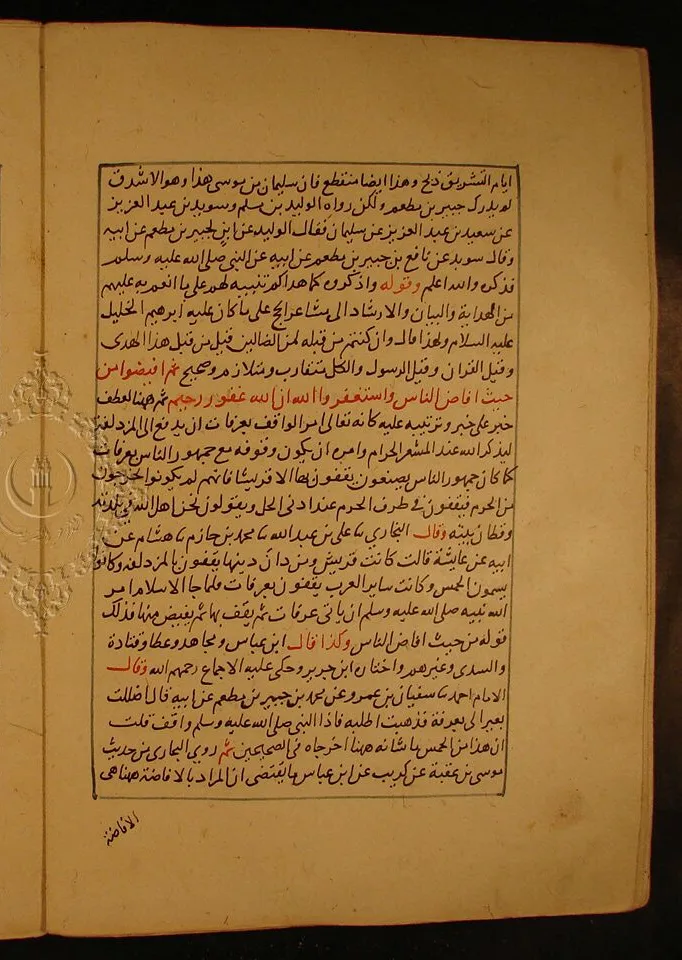 ايام التشريق ذبح وهذا ايضا منقطع فان سليمان بن موسى هذا وهو الاشدق
لم يدرك جبير بن مطعم ولكن رواه الوليد بن مسلم وسويد بن عبد العزيز
عن سعيد بن عبد العزيز عن سليمان فقال الوليد عن ابن لجبير بن مطعم عن ابيه
وقال سويد عن نافع بن جبير بن مطعم عن ابيه عن النبي صلى الله عليه وسلم
فذكره والله اعلم وقوله واذكروه كما هداكم تنبيه لهم على ما انعم به عليهم
من الهداية والبيان والارشاد الى مشاعر الحج على ما كان عليه ابرهيم الخليل
عليه السلام ولهذا قال وان كنتم من قبله لمن الضالين قيل من قبل هذا الهدى
وقيل القران وقيل الرسول والكل متقارب ومتلازم وصحيح ثم افيضوا من
حيث افاض الناس واستغفروا الله ان الله غفور رحيم ثم ههنا لعطف
خبر على خبر وترتيبه عليه كانه تعالى امر الواقف بعرفات ان يدفع الى المزدلفة
ليذكر الله عند المشعر الحرام وامره ان يكون وقوفه مع جمهور الناس بعرفات
كما كان جمهور الناس يصنعون يقفون بها الا قريشا فانهم لم يكونوا يخرجون
من الحرم فيقفون في طرف الحرم عند ادنى الحل ويقولون نحن اهل الله في بلدته
وقطان بيته وقال البخاري ثنا علي بن عبد الله ثنا محمد بن حازم ثنا هشام عن
ابيه عن عايشة قالت كانت قريش ومن دان دينها يقفون بالمزدلفة وكانوا
يسمون الحمس وكانت ساير العرب يقفون بعرفات فلما جا الاسلام امر
الله نبيه صلى الله عليه وسلم ان ياتي عرفات ثم يقف بها ثم يفيض منها فذلك
قوله من حيث افاض الناس وكذا قال ابن عباس ومجاهد وعطا وقتادة
والسدى وغيرهم واختاره ابن جرير وحكى عليه الاجماع رحمهم الله وقال
الامام احمد ثنا سفيان بن عمرو عن محمد بن جبير بن مطعم عن ابيه قال اضللت
بعيرا لى بعرفة فذهبت اطلبه فاذا النبي صلى الله عليه وسلم واقف قلت
ان هذا من الحمس ما شانه ههنا اخرجاه في الصحيحين ثم روى البخارى من حديث
موسى بن عقبة عن كريب عن ابن عباس ما يقتضى ان المراد بالافاضة ههنا هي
الافاضة